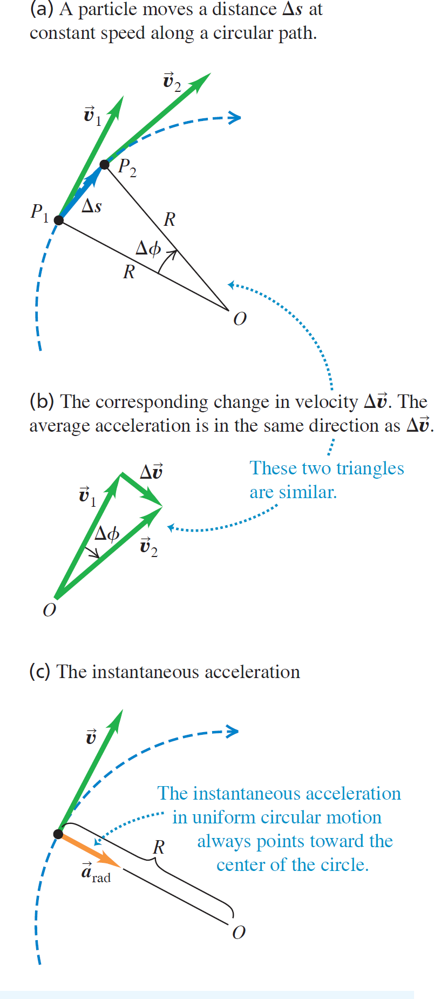 (a) A particle moves a distance Δs at
constant speed along a circular path.
v⃗₂
v⃗₁
P₂
P₁
Δs
R
Δϕ
R
O
(b) The corresponding change in velocity Δv⃗. The
average acceleration is in the same direction as Δv⃗.
These two triangles
are similar.
Δv⃗
v⃗₁
Δϕ
v⃗₂
O
(c) The instantaneous acceleration
v⃗
The instantaneous acceleration
in uniform circular motion
always points toward the
center of the circle.
R
a⃗rad
O